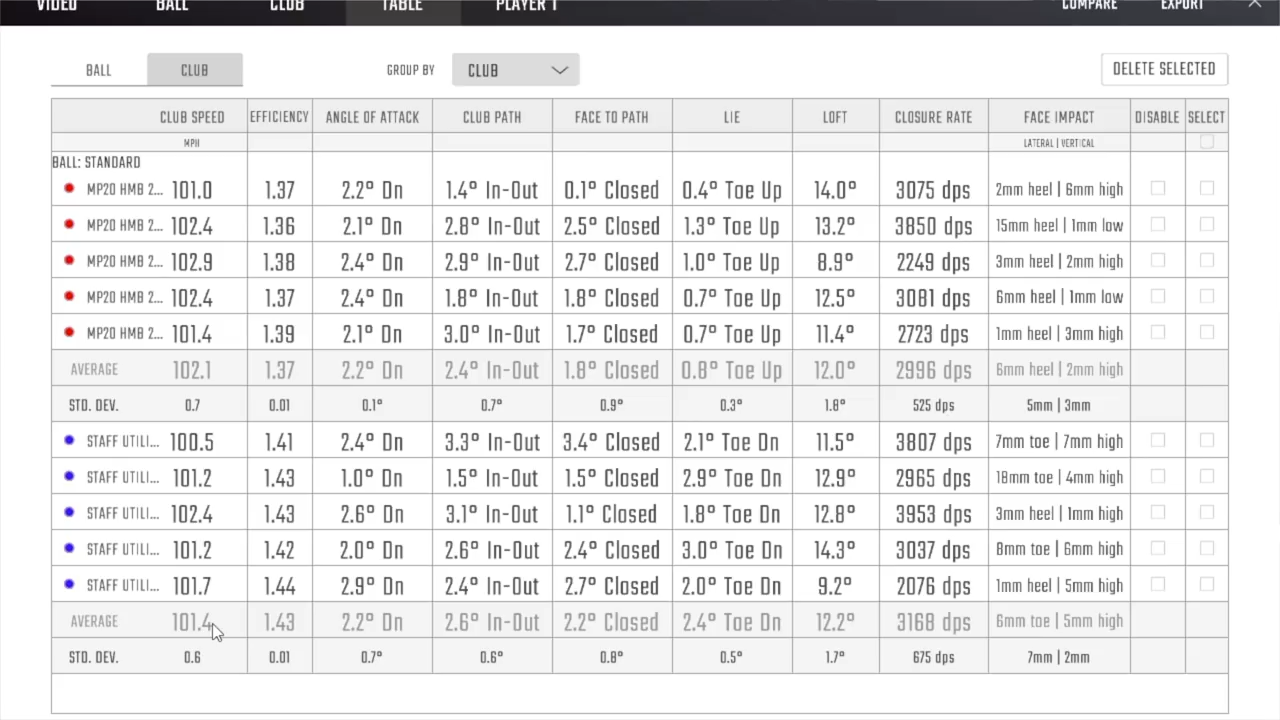 VIDEO BALL CLUB TABLE PLAYER 1 COMPARE EXPORT
BALL CLUB GROUP BY CLUB DELETE SELECTED
CLUB SPEED EFFICIENCY ANGLE OF ATTACK CLUB PATH FACE TO PATH LIE LOFT CLOSURE RATE FACE IMPACT DISABLE SELECT
MPH LATERAL | VERTICAL
BALL: STANDARD
MP20 HMB 2... 101.0 1.37 2.2° Dn 1.4° In-Out 0.1° Closed 0.4° Toe Up 14.0° 3075 dps 2mm heel | 6mm high
MP20 HMB 2... 102.4 1.36 2.1° Dn 2.8° In-Out 2.5° Closed 1.3° Toe Up 13.2° 3850 dps 15mm heel | 1mm low
MP20 HMB 2... 102.9 1.38 2.4° Dn 2.9° In-Out 2.7° Closed 1.0° Toe Up 8.9° 2249 dps 3mm heel | 2mm high
MP20 HMB 2... 102.4 1.37 2.4° Dn 1.8° In-Out 1.8° Closed 0.7° Toe Up 12.5° 3081 dps 6mm heel | 1mm low
MP20 HMB 2... 101.4 1.39 2.1° Dn 3.0° In-Out 1.7° Closed 0.7° Toe Up 11.4° 2723 dps 1mm heel | 3mm high
AVERAGE 102.1 1.37 2.2° Dn 2.4° In-Out 1.8° Closed 0.8° Toe Up 12.0° 2996 dps 6mm heel | 2mm high
STD. DEV. 0.7 0.01 0.1° 0.7° 0.9° 0.3° 1.8° 525 dps 5mm | 3mm
STAFF UTILI... 100.5 1.41 2.4° Dn 3.3° In-Out 3.4° Closed 2.1° Toe Dn 11.5° 3807 dps 7mm toe | 7mm high
STAFF UTILI... 101.2 1.43 1.0° Dn 1.5° In-Out 1.5° Closed 2.9° Toe Dn 12.9° 2965 dps 18mm toe | 4mm high
STAFF UTILI... 102.4 1.43 2.6° Dn 3.1° In-Out 1.1° Closed 1.8° Toe Dn 12.8° 3953 dps 3mm heel | 1mm high
STAFF UTILI... 101.2 1.42 2.0° Dn 2.6° In-Out 2.4° Closed 3.0° Toe Dn 14.3° 3037 dps 8mm toe | 6mm high
STAFF UTILI... 101.7 1.44 2.9° Dn 2.4° In-Out 2.7° Closed 2.0° Toe Dn 9.2° 2076 dps 1mm heel | 5mm high
AVERAGE 101.4 1.43 2.2° Dn 2.6° In-Out 2.2° Closed 2.4° Toe Dn 12.2° 3168 dps 6mm toe | 5mm high
STD. DEV. 0.6 0.01 0.7° 0.6° 0.8° 0.5° 1.7° 675 dps 7mm | 2mm